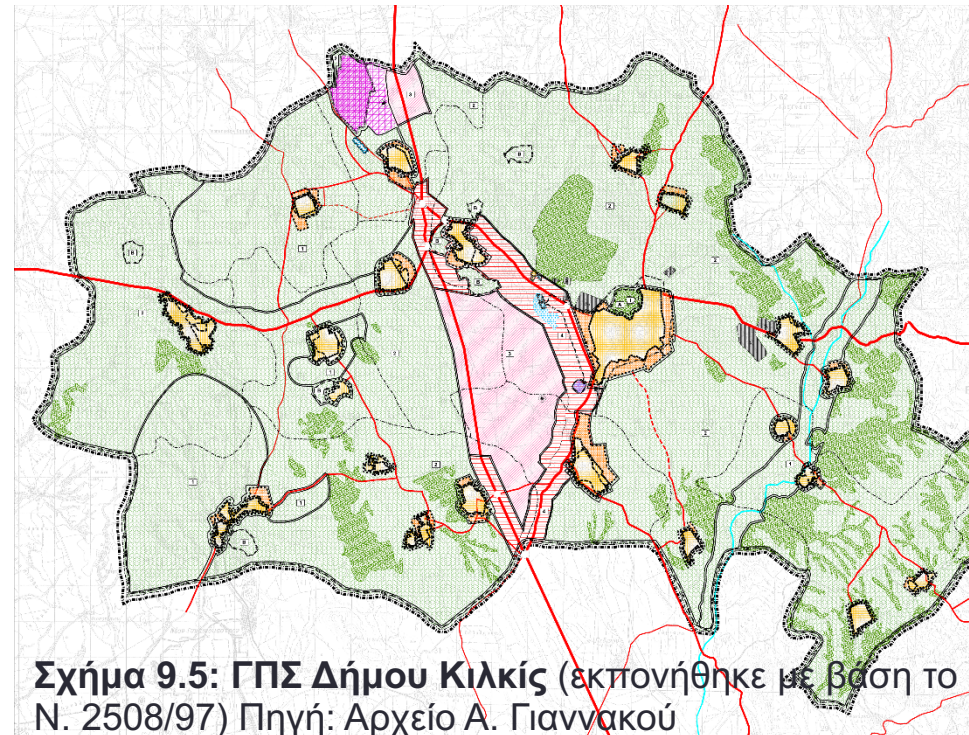 Σχήμα 9.5: ΓΠΣ Δήμου Κιλκίς (εκπονήθηκε με βάση το
Ν. 2508/97) Πηγή: Αρχείο Α. Γιαννακού